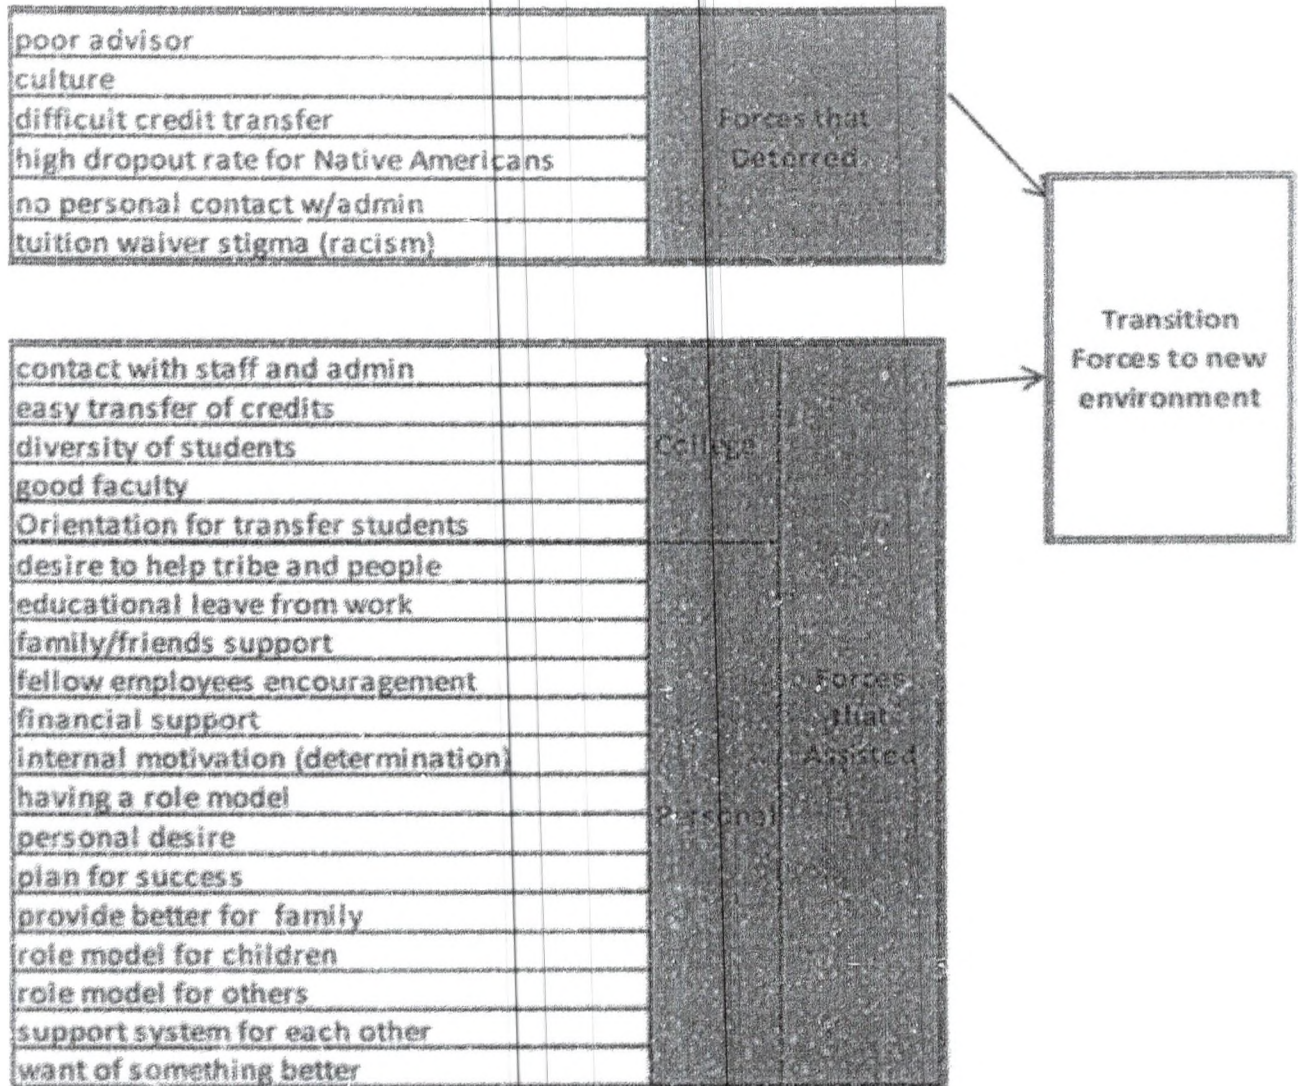 poor advisor
culture
difficult credit transfer
high dropout rate for Native Americans
no personal contact w/admin
tuition waiver stigma (racism)
Forces that
Deterred
contact with staff and admin
easy transfer of credits
diversity of students
good faculty
Orientation for transfer students
College
desire to help tribe and people
educational leave from work
family/friends support
fellow employees encouragement
financial support
internal motivation (determination)
having a role model
personal desire
plan for success
provide better for family
role model for children
role model for others
support system for each other
want of something better
Personal
Forces
that
Assisted
Transition
Forces to new
environment